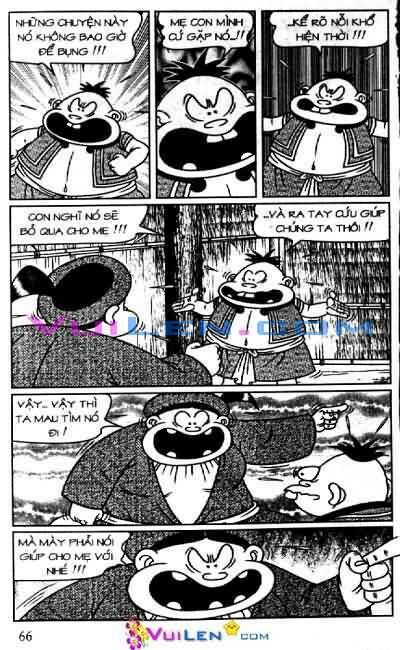 NHỮNG CHUYỆN NÀY
NÓ KHÔNG BAO GIỜ
ĐỂ BỤNG !!!
MẸ CON MÌNH
CỨ GẶP NÓ..!!
..KỂ RÕ NỖI KHỔ
HIỆN THỜI !!!
CON NGHĨ NÓ SẼ
BỎ QUA CHO MẸ !!!
..VÀ RA TAY CỨU GIÚP
CHÚNG TA THÔI !!
VUILEN.COM
VẬY... VẬY THÌ
TA MAU TÌM NÓ
ĐI !
MÀ MÀY PHẢI NÓI
GIÚP CHO MẸ VỚI
NHÉ !!!
66
VUILEN.COM